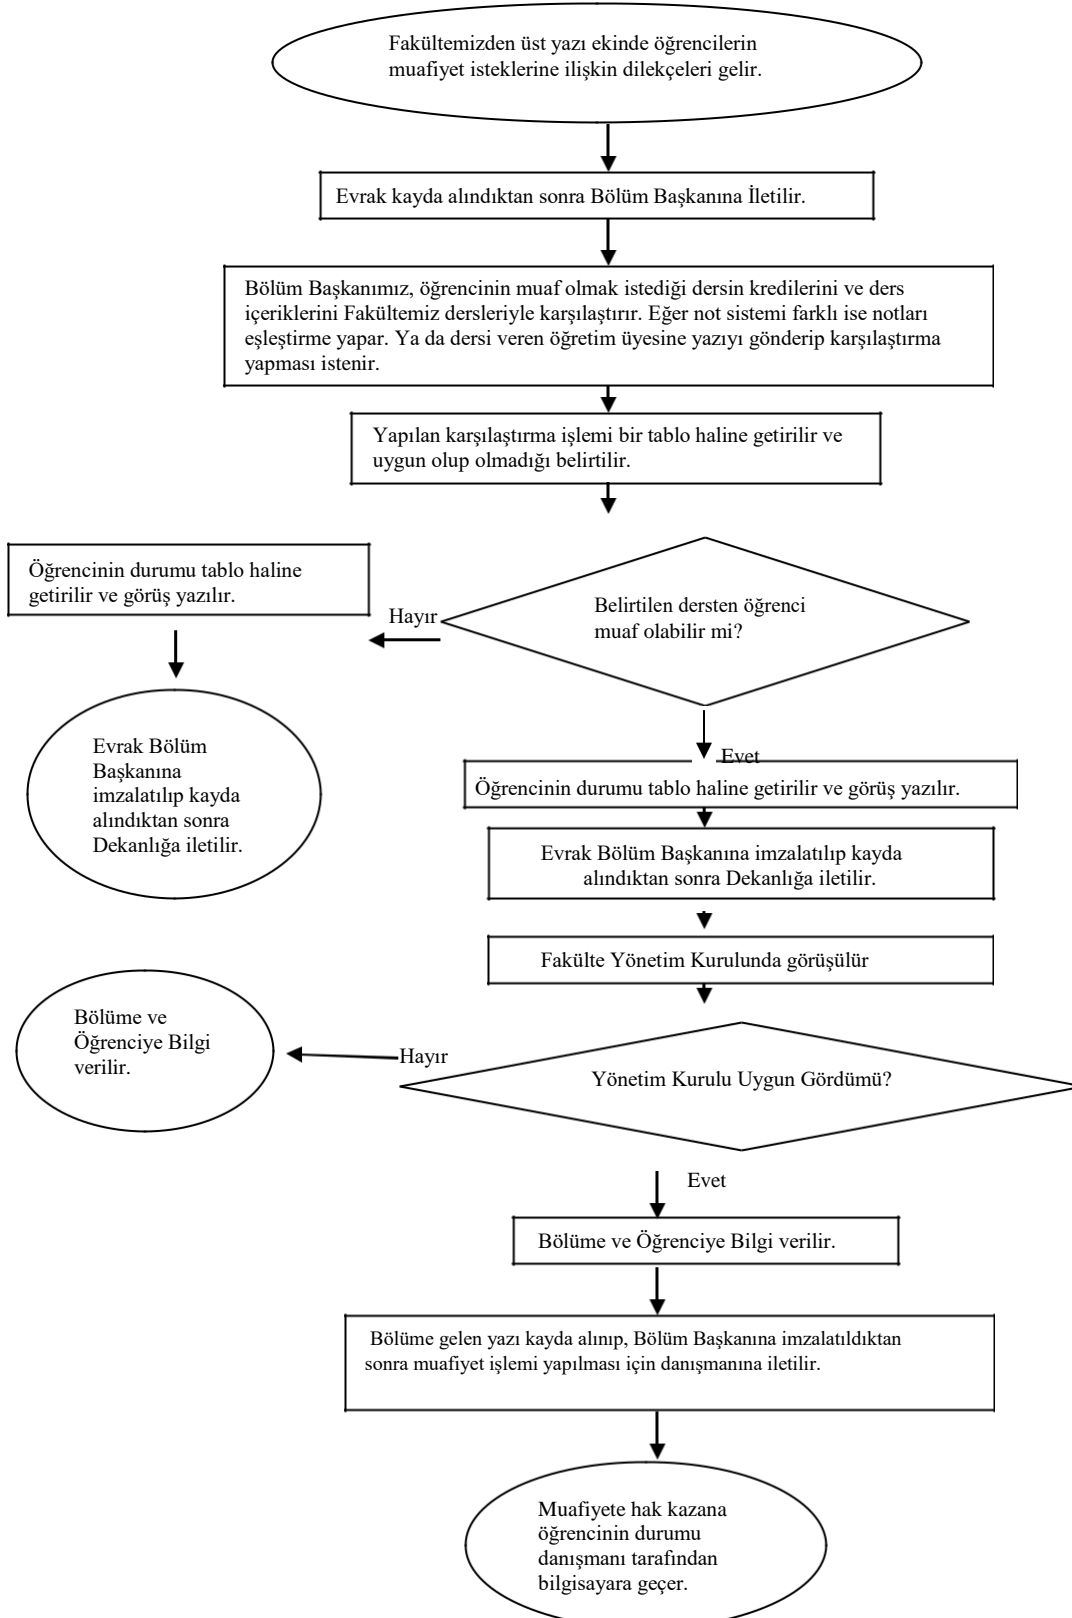 Fakültemizden üst yazı ekinde öğrencilerin
muafiyet isteklerine ilişkin dilekçeleri gelir.
Evrak kayda alındıktan sonra Bölüm Başkanına İletilir.
Bölüm Başkanımız, öğrencinin muaf olmak istediği dersin kredilerini ve ders
içeriklerini Fakültemiz dersleriyle karşılaştırır. Eğer not sistemi farklı ise notları
eşleştirme yapar. Ya da dersi veren öğretim üyesine yazıyı gönderip karşılaştırma
yapması istenir.
Yapılan karşılaştırma işlemi bir tablo haline getirilir ve
uygun olup olmadığı belirtilir.
Belirtilen dersten öğrenci
muaf olabilir mi?
Hayır
Öğrencinin durumu tablo haline
getirilir ve görüş yazılır.
Evrak Bölüm
Başkanına
imzalatılıp kayda
alındıktan sonra
Dekanlığa iletilir.
Evet
Öğrencinin durumu tablo haline getirilir ve görüş yazılır.
Evrak Bölüm Başkanına imzalatılıp kayda
alındıktan sonra Dekanlığa iletilir.
Fakülte Yönetim Kurulunda görüşülür
Yönetim Kurulu Uygun Gördümü?
Hayır
Bölüme ve
Öğrenciye Bilgi
verilir.
Evet
Bölüme ve Öğrenciye Bilgi verilir.
Bölüme gelen yazı kayda alınıp, Bölüm Başkanına imzalatıldıktan
sonra muafiyet işlemi yapılması için danışmanına iletilir.
Muafiyete hak kazana
öğrencinin durumu
danışmanı tarafından
bilgisayara geçer.